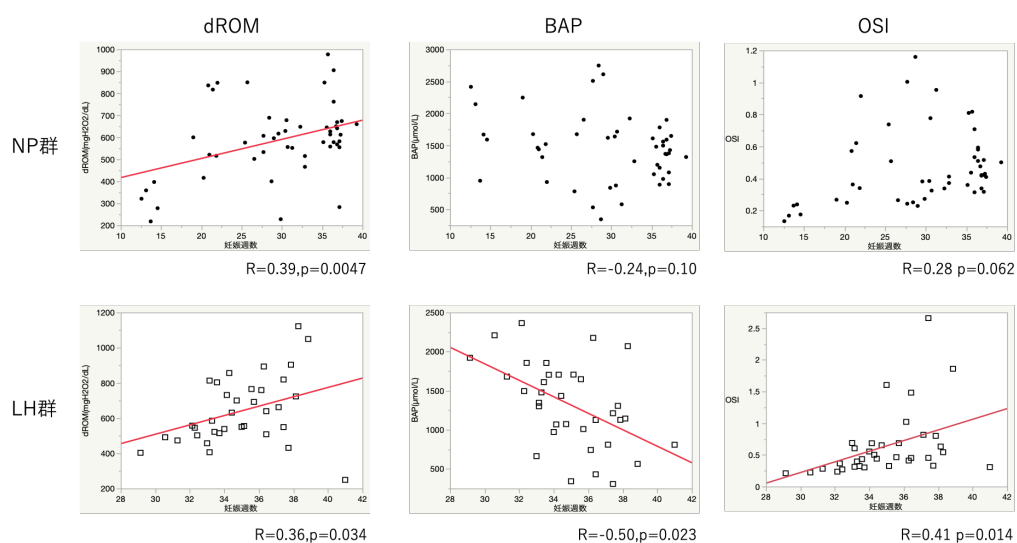 dROM
BAP
OSI
NP群
dROM(mgH2O2/dL)
1000
900
800
700
600
500
400
300
200
10 15 20 25 30 35 40
妊娠週数
R=0.39,p=0.0047
BAP(μmol/L)
3000
2500
2000
1500
1000
500
10 15 20 25 30 35 40
妊娠週数
R=-0.24,p=0.10
OSI
1.2
1
0.8
0.6
0.4
0.2
10 15 20 25 30 35 40
妊娠週数
R=0.28 p=0.062
LH群
dROM(mgH2O2/dL)
1200
1000
800
600
400
200
28 30 32 34 36 38 40 42
妊娠週数
R=0.36,p=0.034
BAP(μmol/L)
2500
2000
1500
1000
500
28 30 32 34 36 38 40 42
妊娠週数
R=-0.50,p=0.023
OSI
2.5
2
1.5
1
0.5
0
28 30 32 34 36 38 40 42
妊娠週数
R=0.41 p=0.014